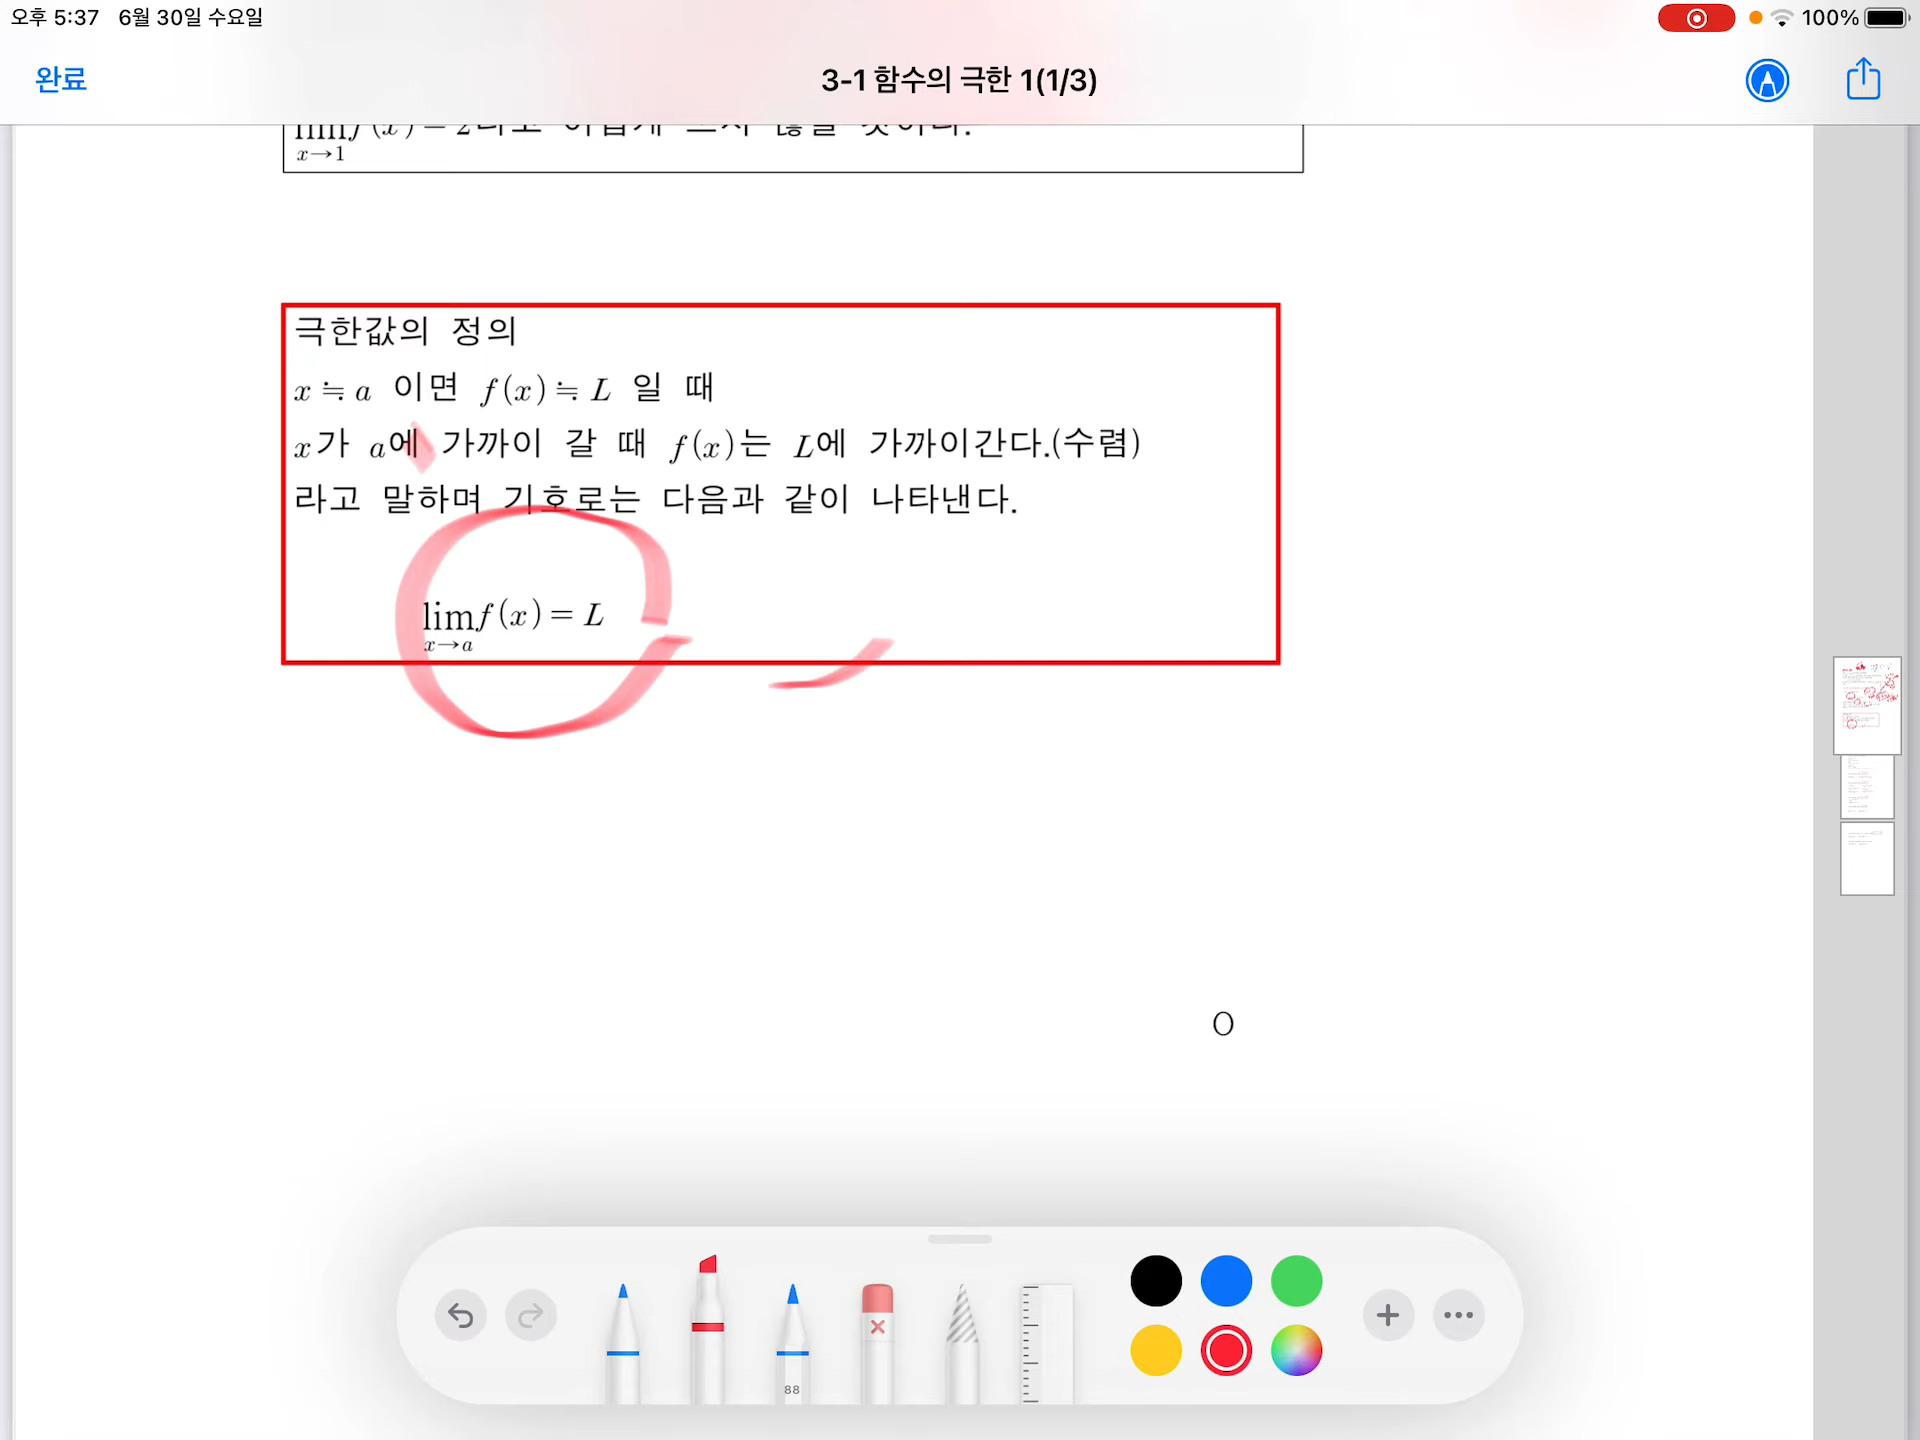 오후 5:37 6월 30일 수요일 100%
완료 3-1 함수의 극한 1(1/3)
x→1
극한값의 정의
x≒a 이면 f(x)≒L 일 때
x가 a에 가까이 갈 때 f(x)는 L에 가까이간다.(수렴)
라고 말하며 기호로는 다음과 같이 나타낸다.
lim f(x) = L
x→a
0
88